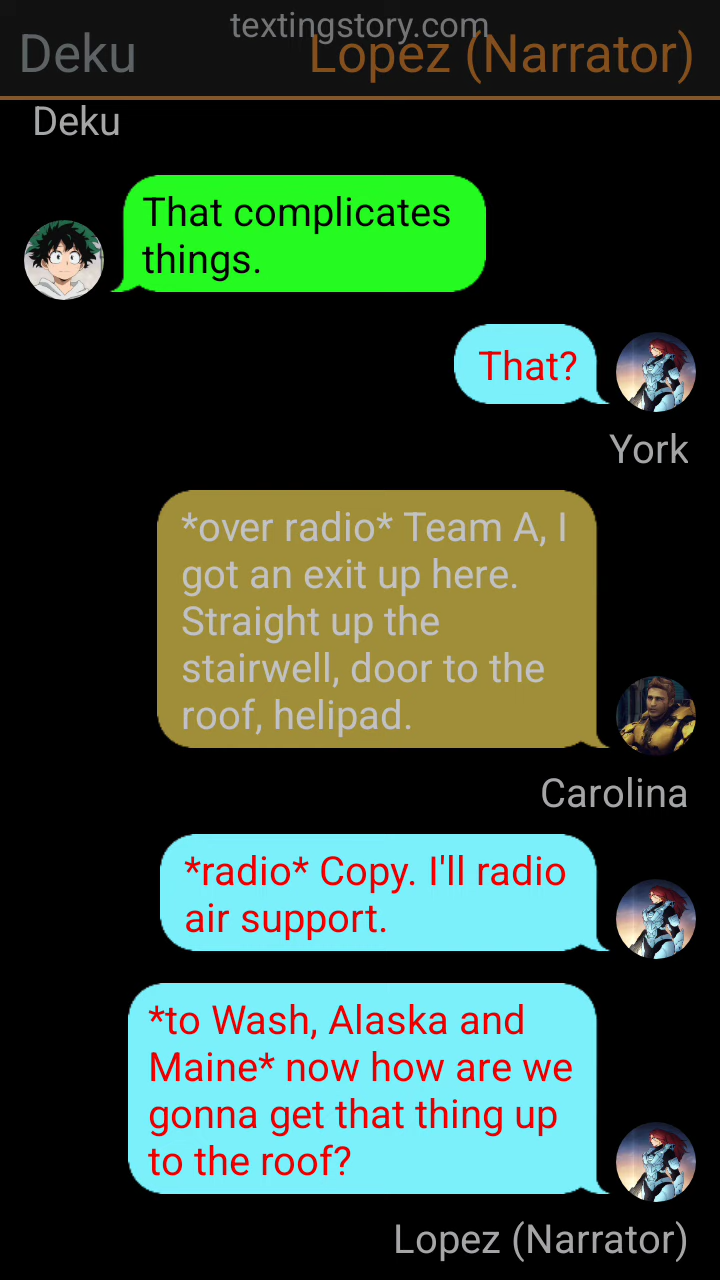 textingstory.com
Deku
Lopez (Narrator)
Deku
That complicates
things.
That?
York
*over radio* Team A, I
got an exit up here.
Straight up the
stairwell, door to the
roof, helipad.
Carolina
*radio* Copy. I'll radio
air support.
*to Wash, Alaska and
Maine* now how are we
gonna get that thing up
to the roof?
Lopez (Narrator)